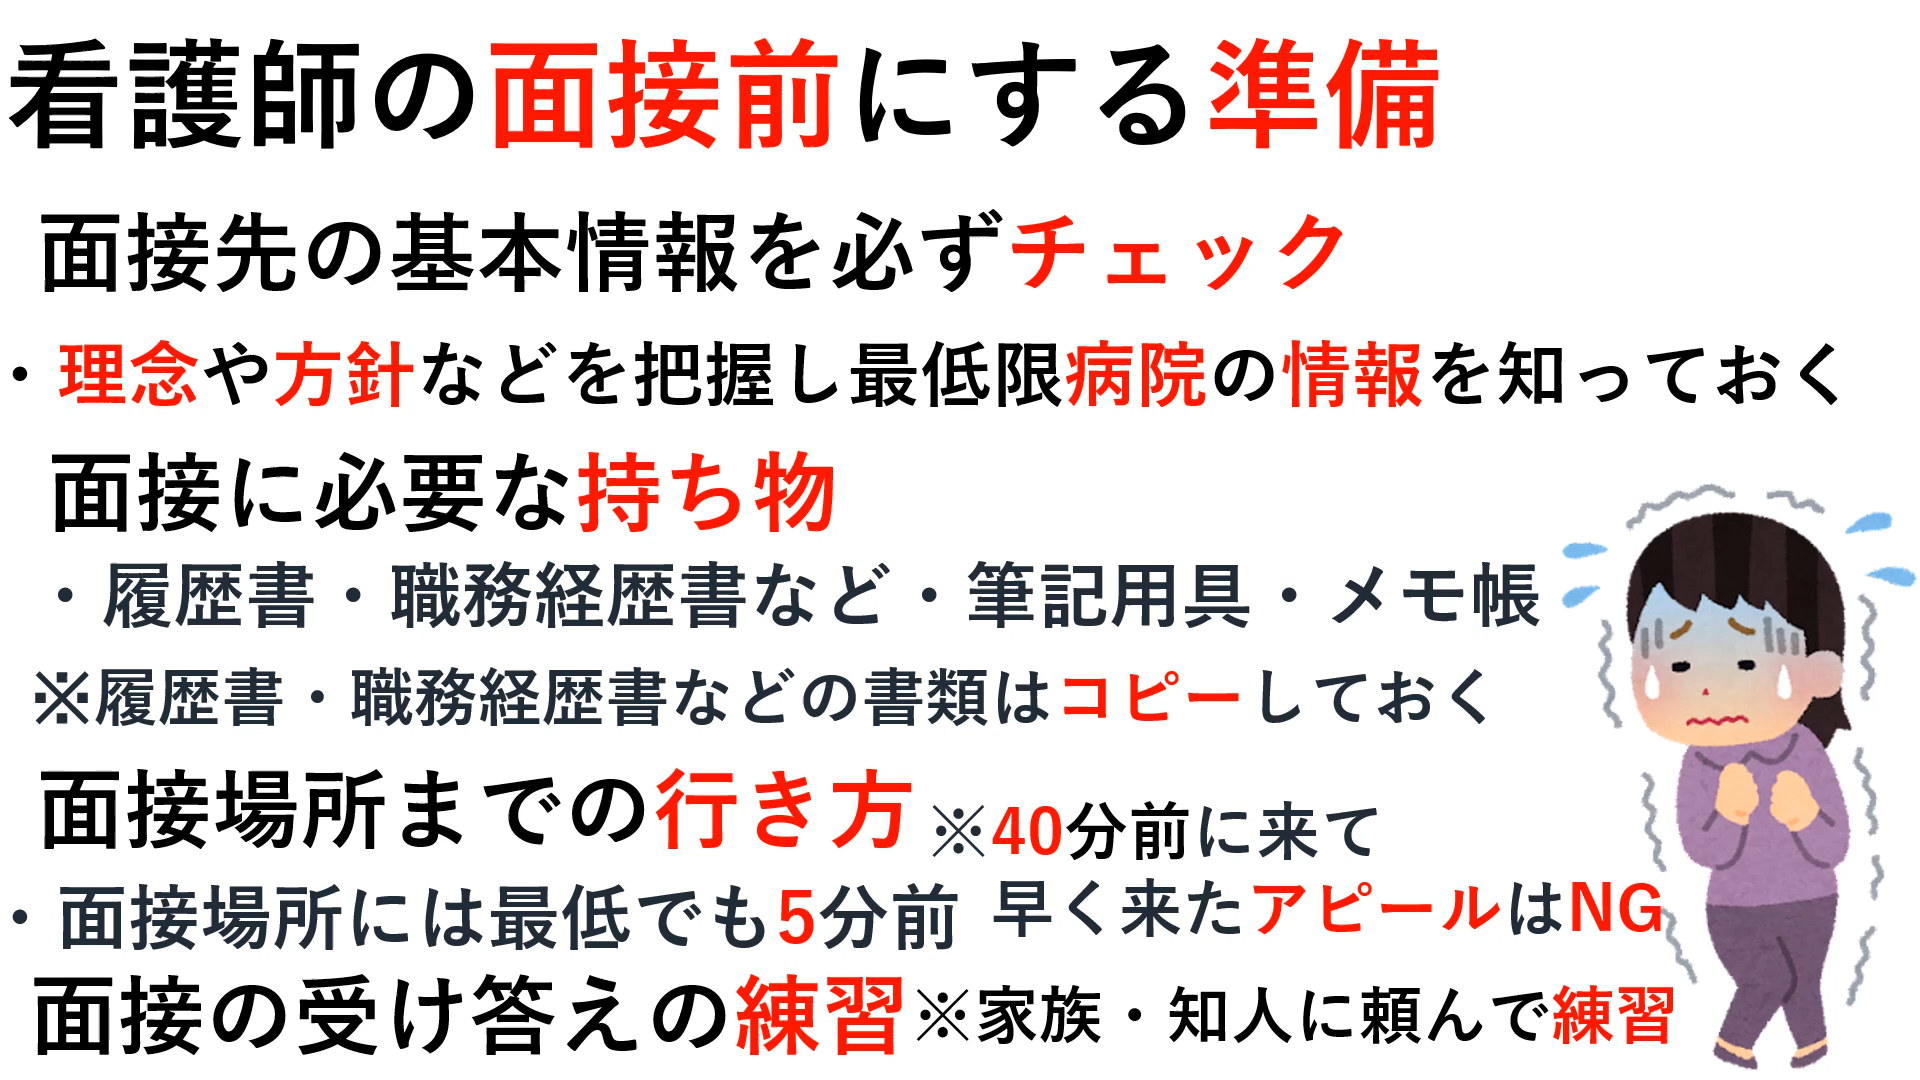 看護師の面接前にする準備
面接先の基本情報を必ずチェック
・理念や方針などを把握し最低限病院の情報を知っておく
面接に必要な持ち物
・履歴書・職務経歴書など・筆記用具・メモ帳
※履歴書・職務経歴書などの書類はコピーしておく
面接場所までの行き方
※40分前に来て
・面接場所には最低でも5分前
早く来たアピールはNG
面接の受け答えの練習※家族・知人に頼んで練習